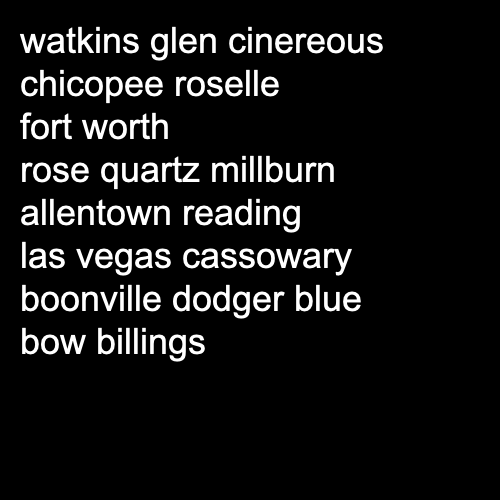 watkins glen cinereous
chicopee roselle
fort worth
rose quartz millburn
allentown reading
las vegas cassowary
boonville dodger blue
bow billings